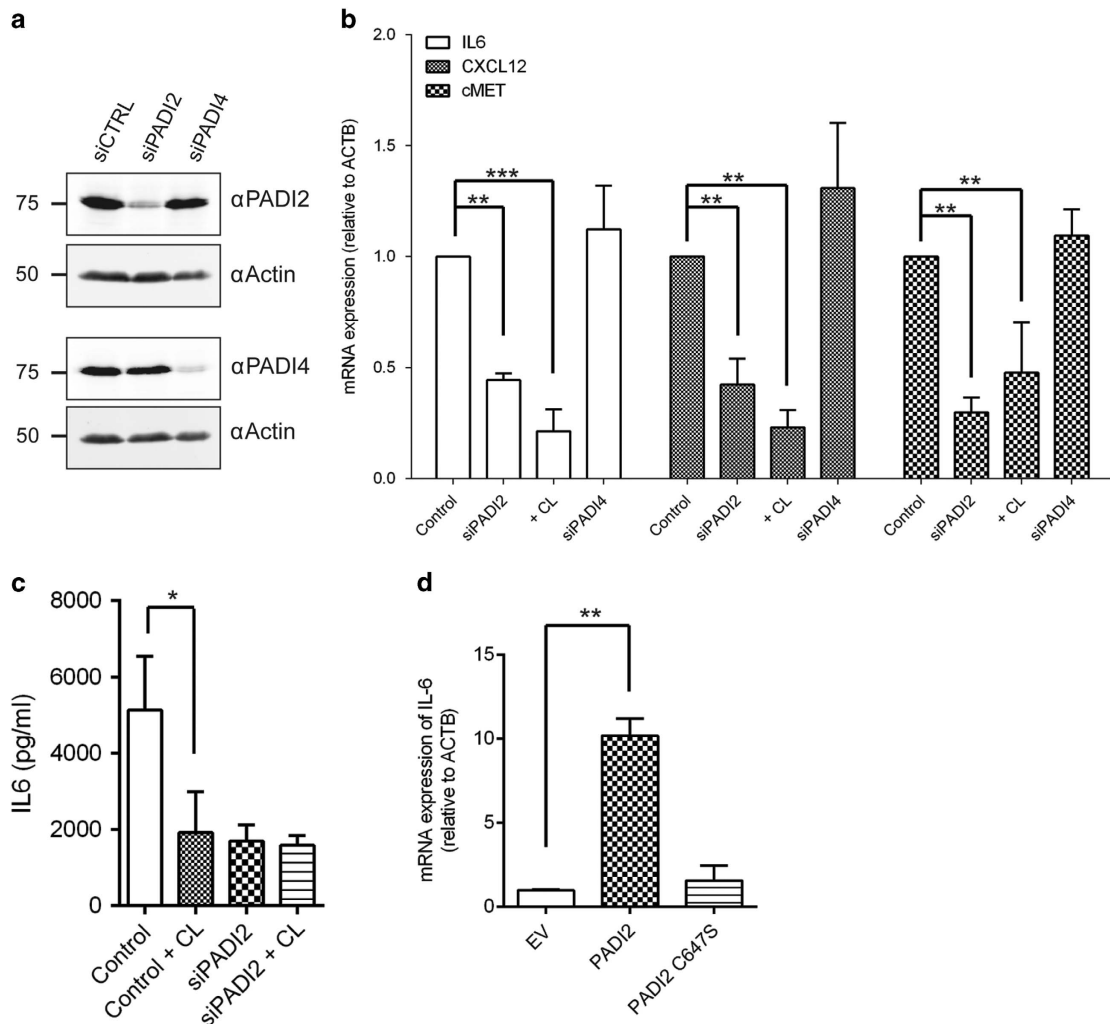 a
siCTRL
siPADI2
siPADI4
75
αPADI2
50
αActin
75
αPADI4
50
αActin
b
2.0
1.5
1.0
0.5
0.0
mRNA expression (relative to ACTB)
IL6
CXCL12
cMET
***
**
**
**
**
**
Control
siPADI2
+ CL
siPADI4
Control
siPADI2
+ CL
siPADI4
Control
siPADI2
+ CL
siPADI4
c
8000
6000
4000
2000
0
IL6 (pg/ml)
*
Control
Control + CL
siPADI2
siPADI2 + CL
d
15
10
5
0
mRNA expression of IL-6
(relative to ACTB)
**
EV
PADI2
PADI2 C647S